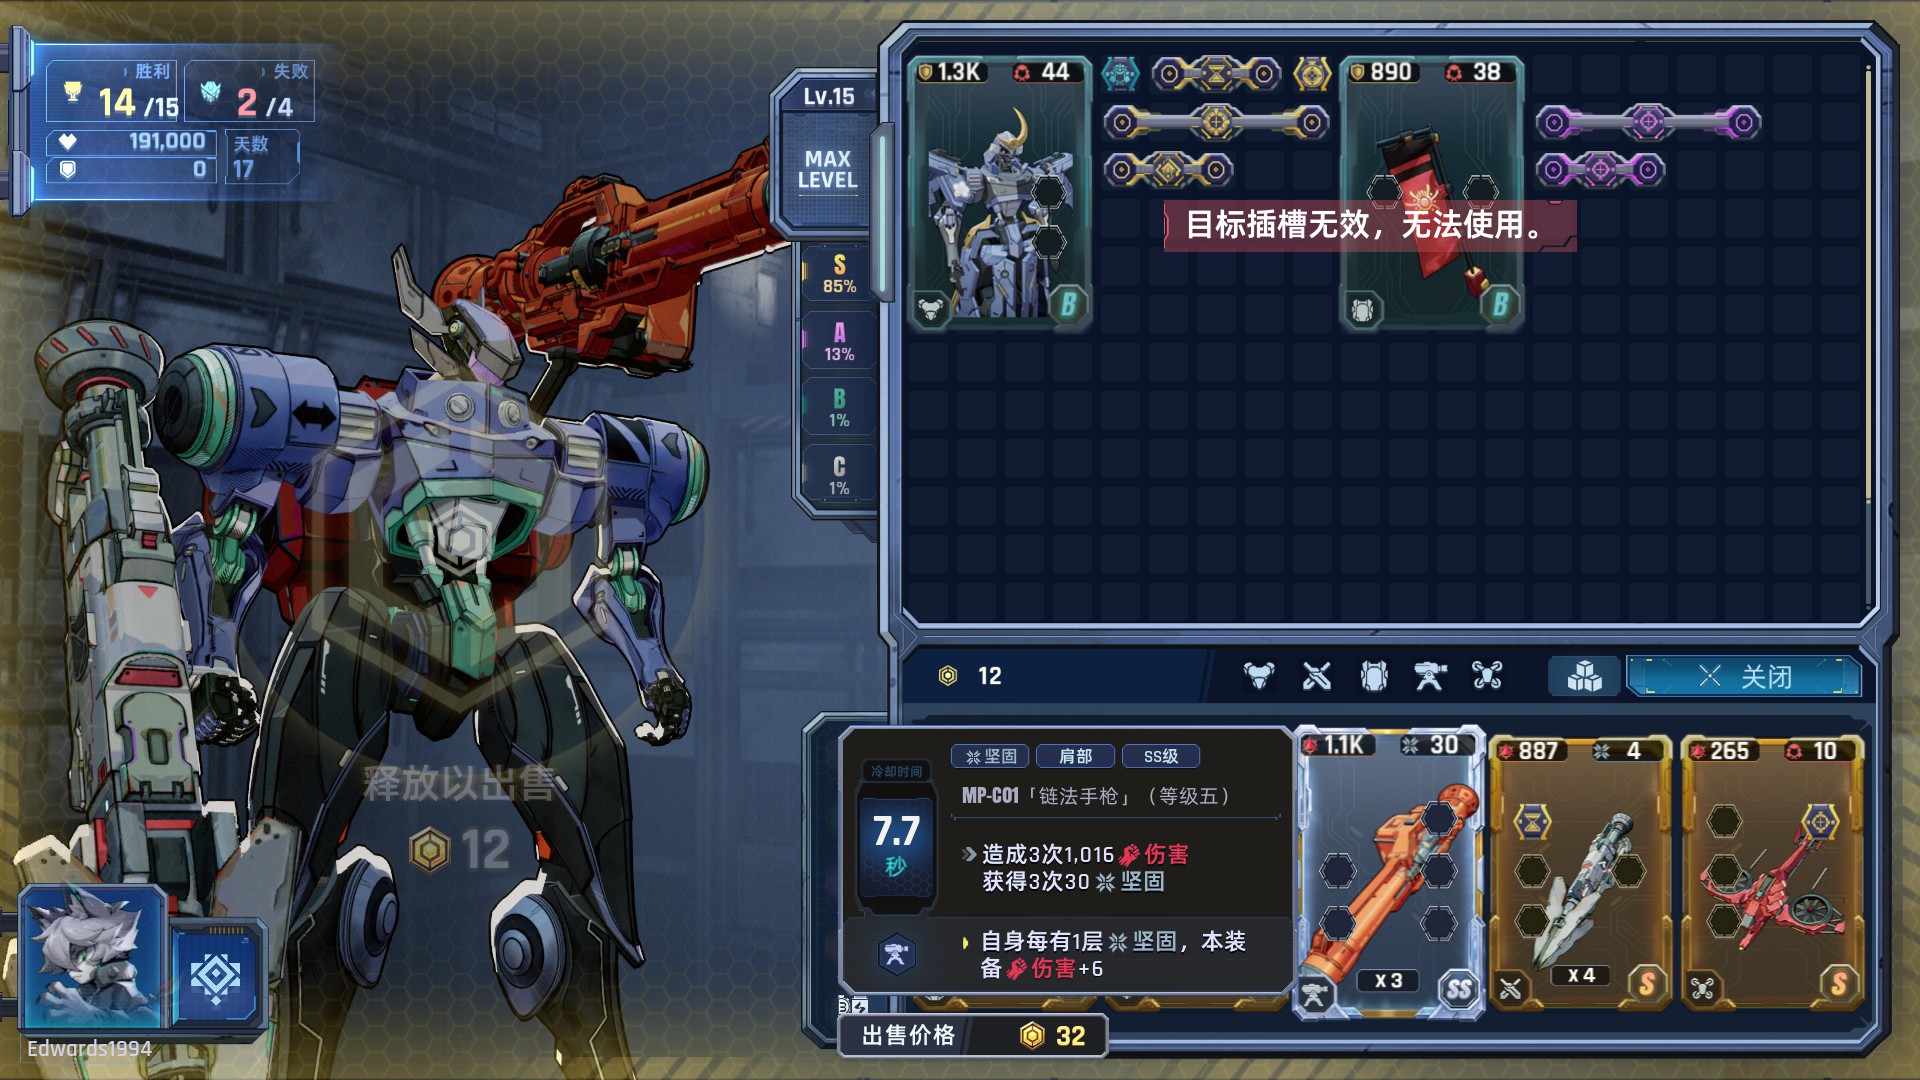 胜利
14 /15
失败
2 /4
191,000
0
天数
17
Lv.15
MAX
LEVEL
S
85%
A
13%
B
1%
C
1%
1.3K
44
B
890
38
B
目标插槽无效，无法使用。
12
关闭
释放以出售
12
冷却时间
7.7
秒
坚固
肩部
SS级
MP-C01「链法手枪」（等级五）
造成3次1,016伤害
获得3次30坚固
自身每有1层坚固，本装
备伤害+6
出售价格
32
1.1K
30
x3
SS
887
4
x4
S
265
10
S
Edwards1994